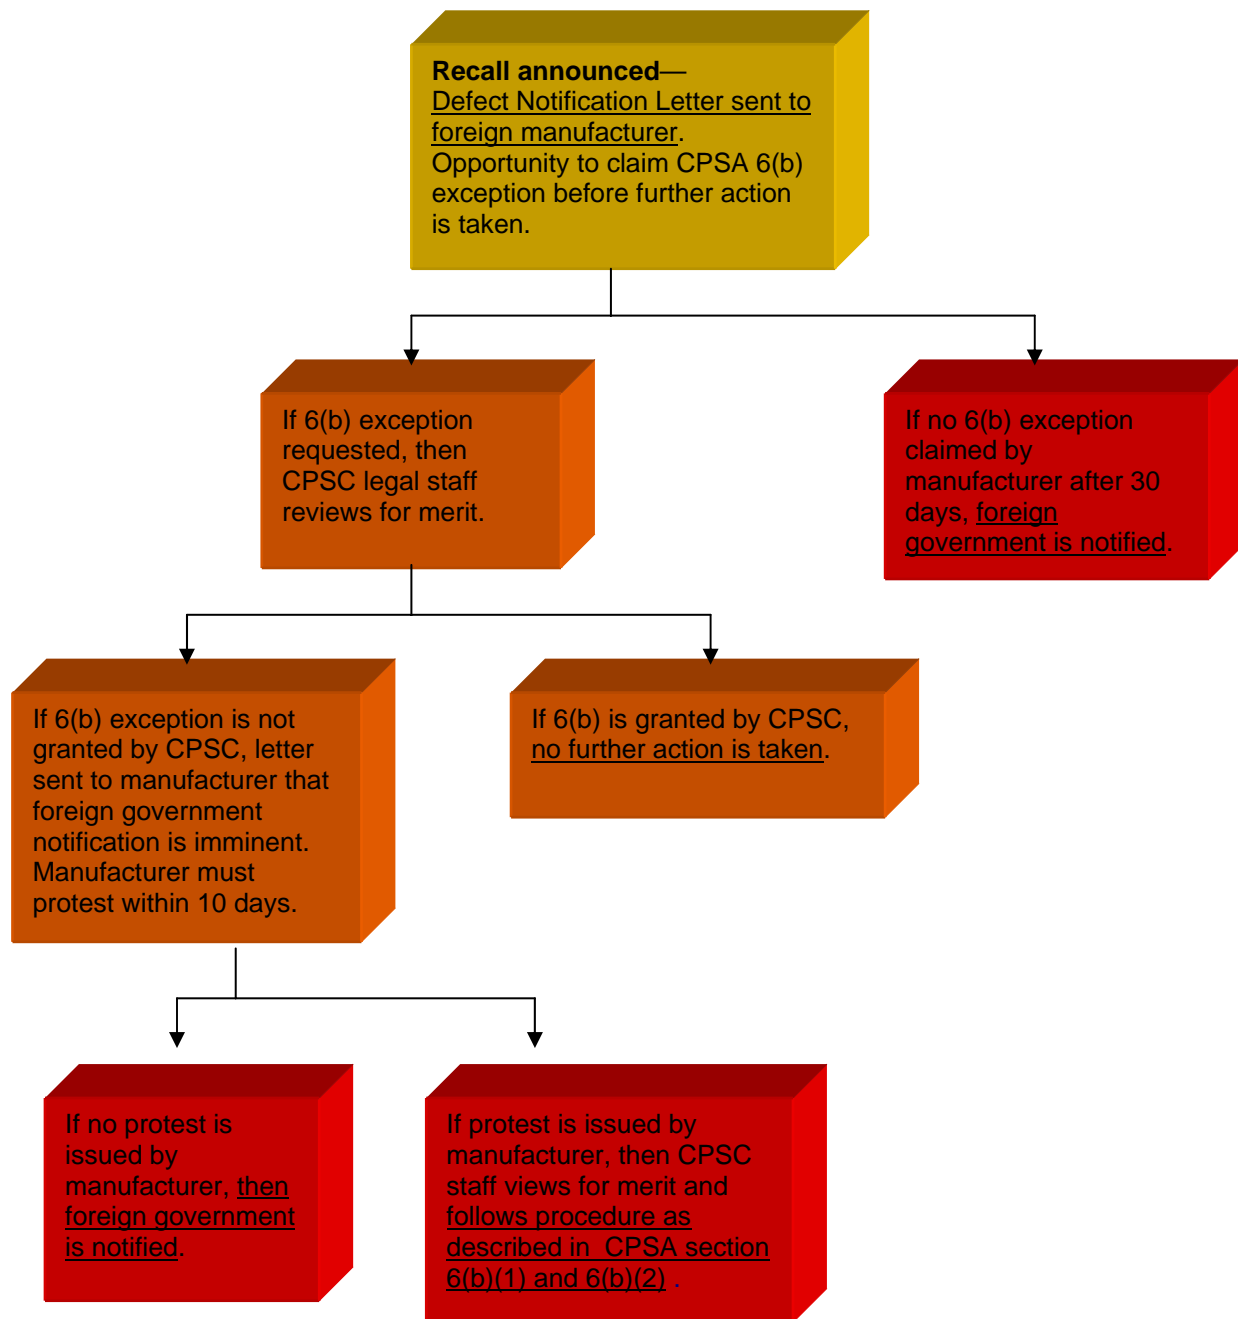 Recall announced—
Defect Notification Letter sent to
foreign manufacturer.
Opportunity to claim CPSA 6(b)
exception before further action
is taken.
If 6(b) exception
requested, then
CPSC legal staff
reviews for merit.
If no 6(b) exception
claimed by
manufacturer after 30
days, foreign
government is notified.
If 6(b) exception is not
granted by CPSC, letter
sent to manufacturer that
foreign government
notification is imminent.
Manufacturer must
protest within 10 days.
If 6(b) is granted by CPSC,
no further action is taken.
If no protest is
issued by
manufacturer, then
foreign government
is notified.
If protest is issued by
manufacturer, then CPSC
staff views for merit and
follows procedure as
described in  CPSA section
6(b)(1) and 6(b)(2) .